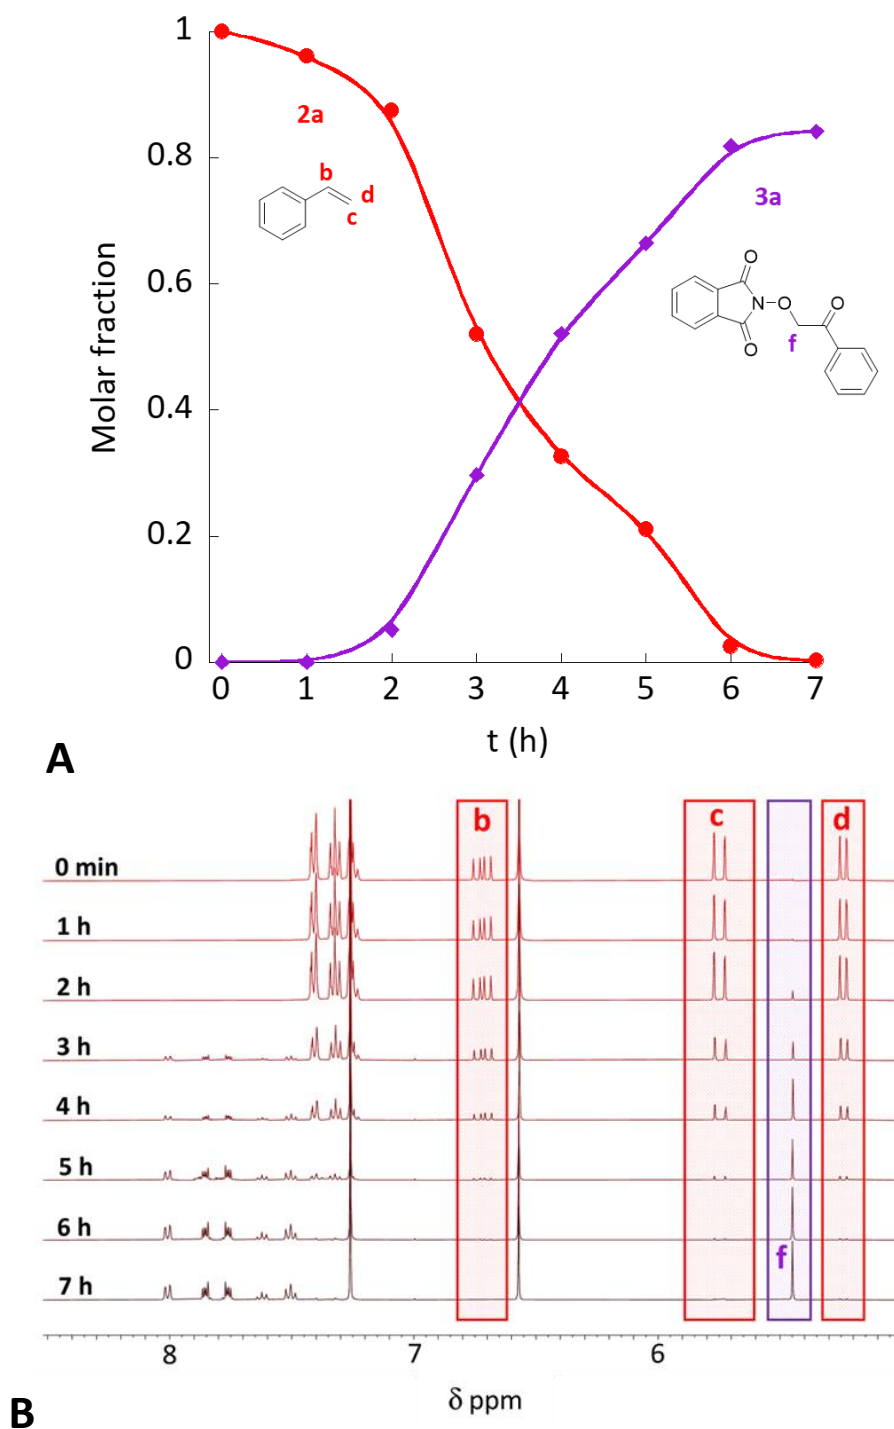 1
2a
b
d
c
0.8
3a
O
O
N
O
O
f
0.6
Molar fraction
0.4
0.2
0
0 1 2 3 4 5 6 7
t (h)
A
b c d
0 min
1 h
2 h
3 h
4 h
5 h
6 h
f
7 h
8 7 6
δ ppm
B